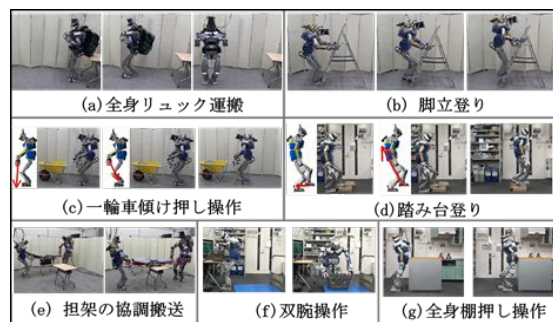 (a)全身リュック運搬
(b) 脚立登り
(c)一輪車傾け押し操作
(d)踏み台登り
(e) 担架の協調搬送
(f)双腕操作
(g)全身棚押し操作